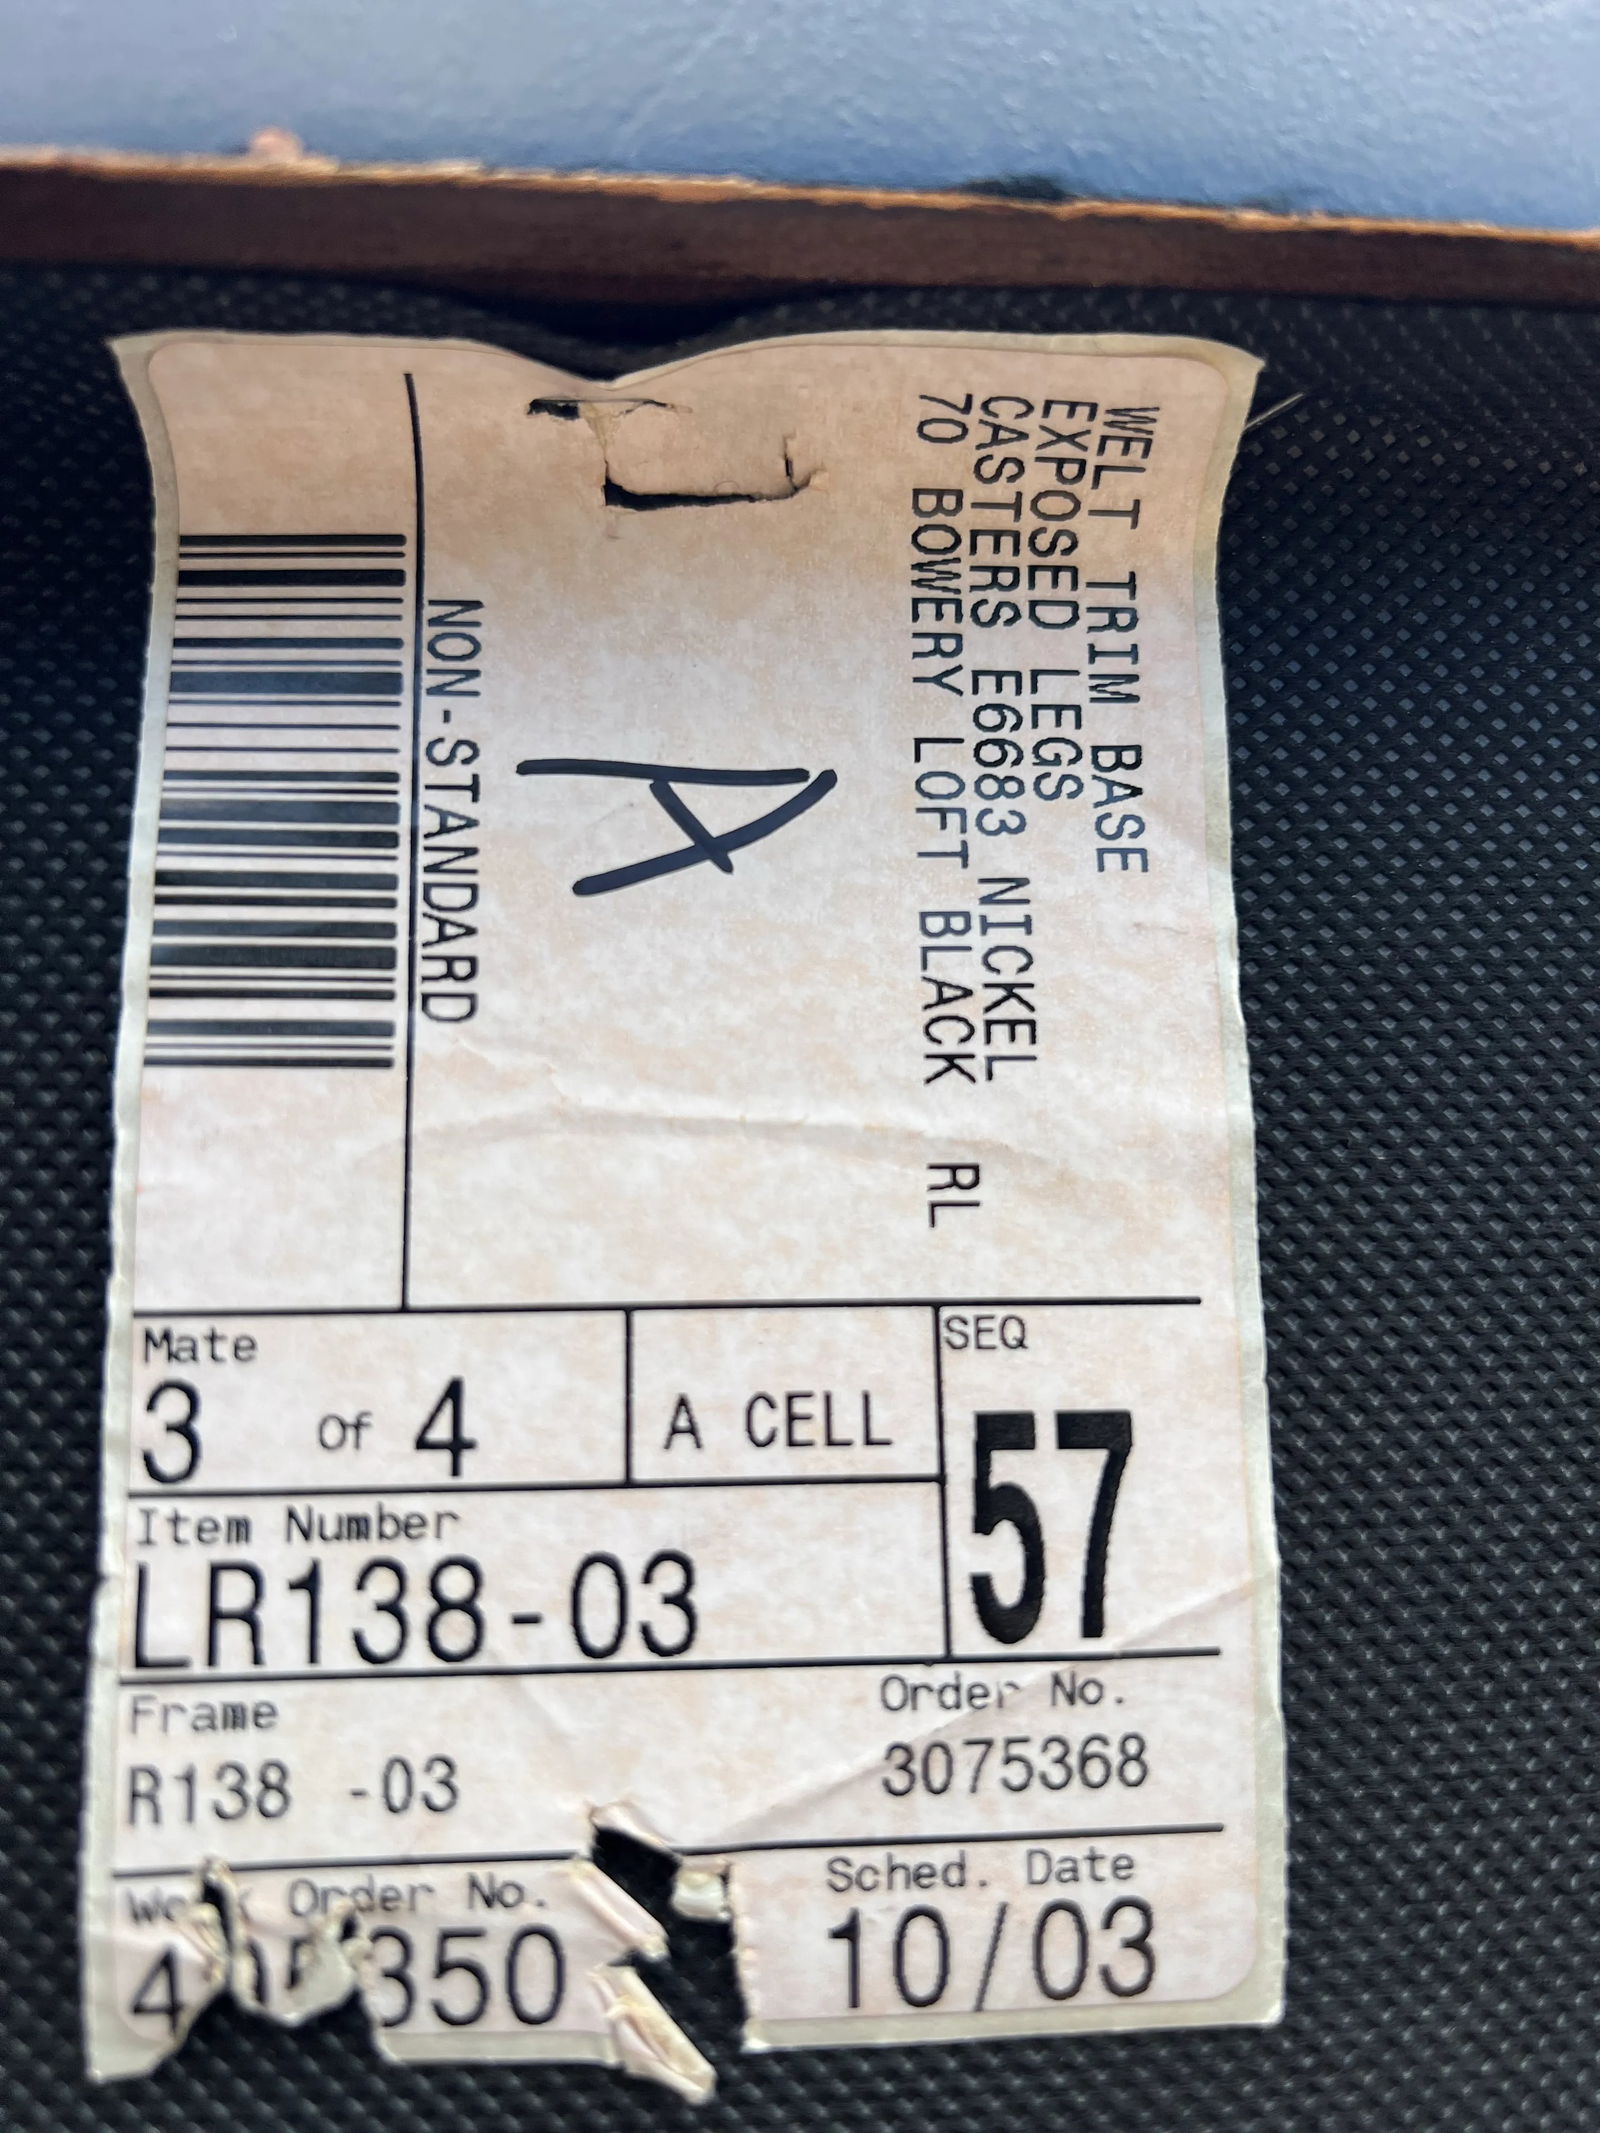 WELT TRIM BASE
EXPOSED LEGS
CASTERS E6683 NICKEL
70 BOWERY LOFT BLACK RL
A
NON-STANDARD
Mate
3 Of 4
A CELL
SEQ
57
Item Number
LR138-03
Frame
R138 -03
Order No.
3075368
Order No.
Sched. Date
10/03